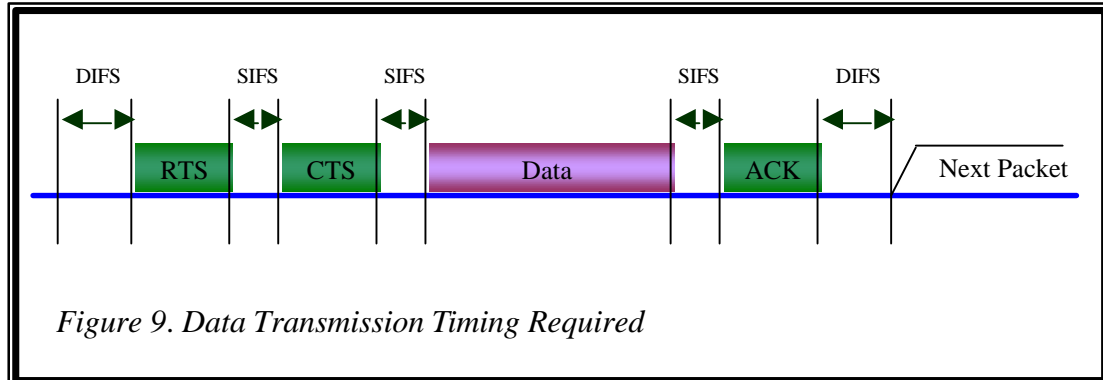 DIFS SIFS SIFS SIFS DIFS
RTS CTS Data ACK Next Packet
Figure 9. Data Transmission Timing Required